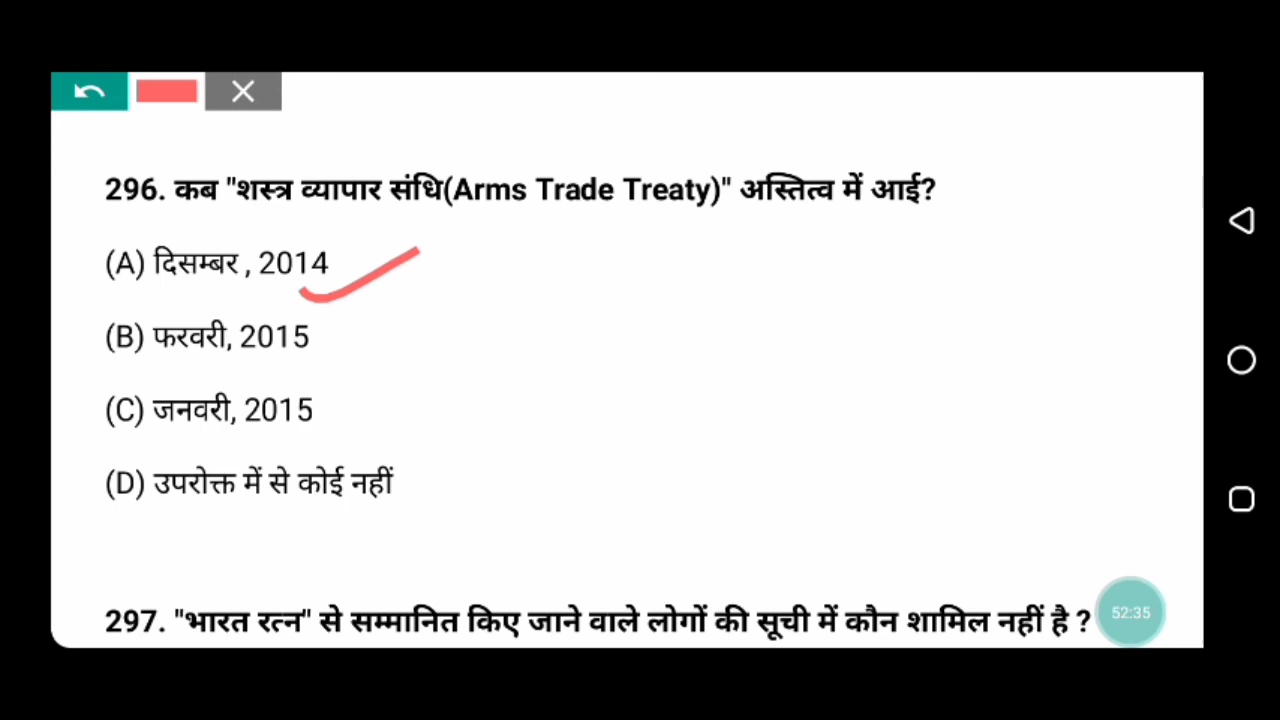 296. कब "शस्त्र व्यापार संधि(Arms Trade Treaty)" अस्तित्व में आई?
(A) दिसम्बर , 2014
(B) फरवरी, 2015
(C) जनवरी, 2015
(D) उपरोक्त में से कोई नहीं
297. "भारत रत्न" से सम्मानित किए जाने वाले लोगों की सूची में कौन शामिल नहीं है ?
52:35